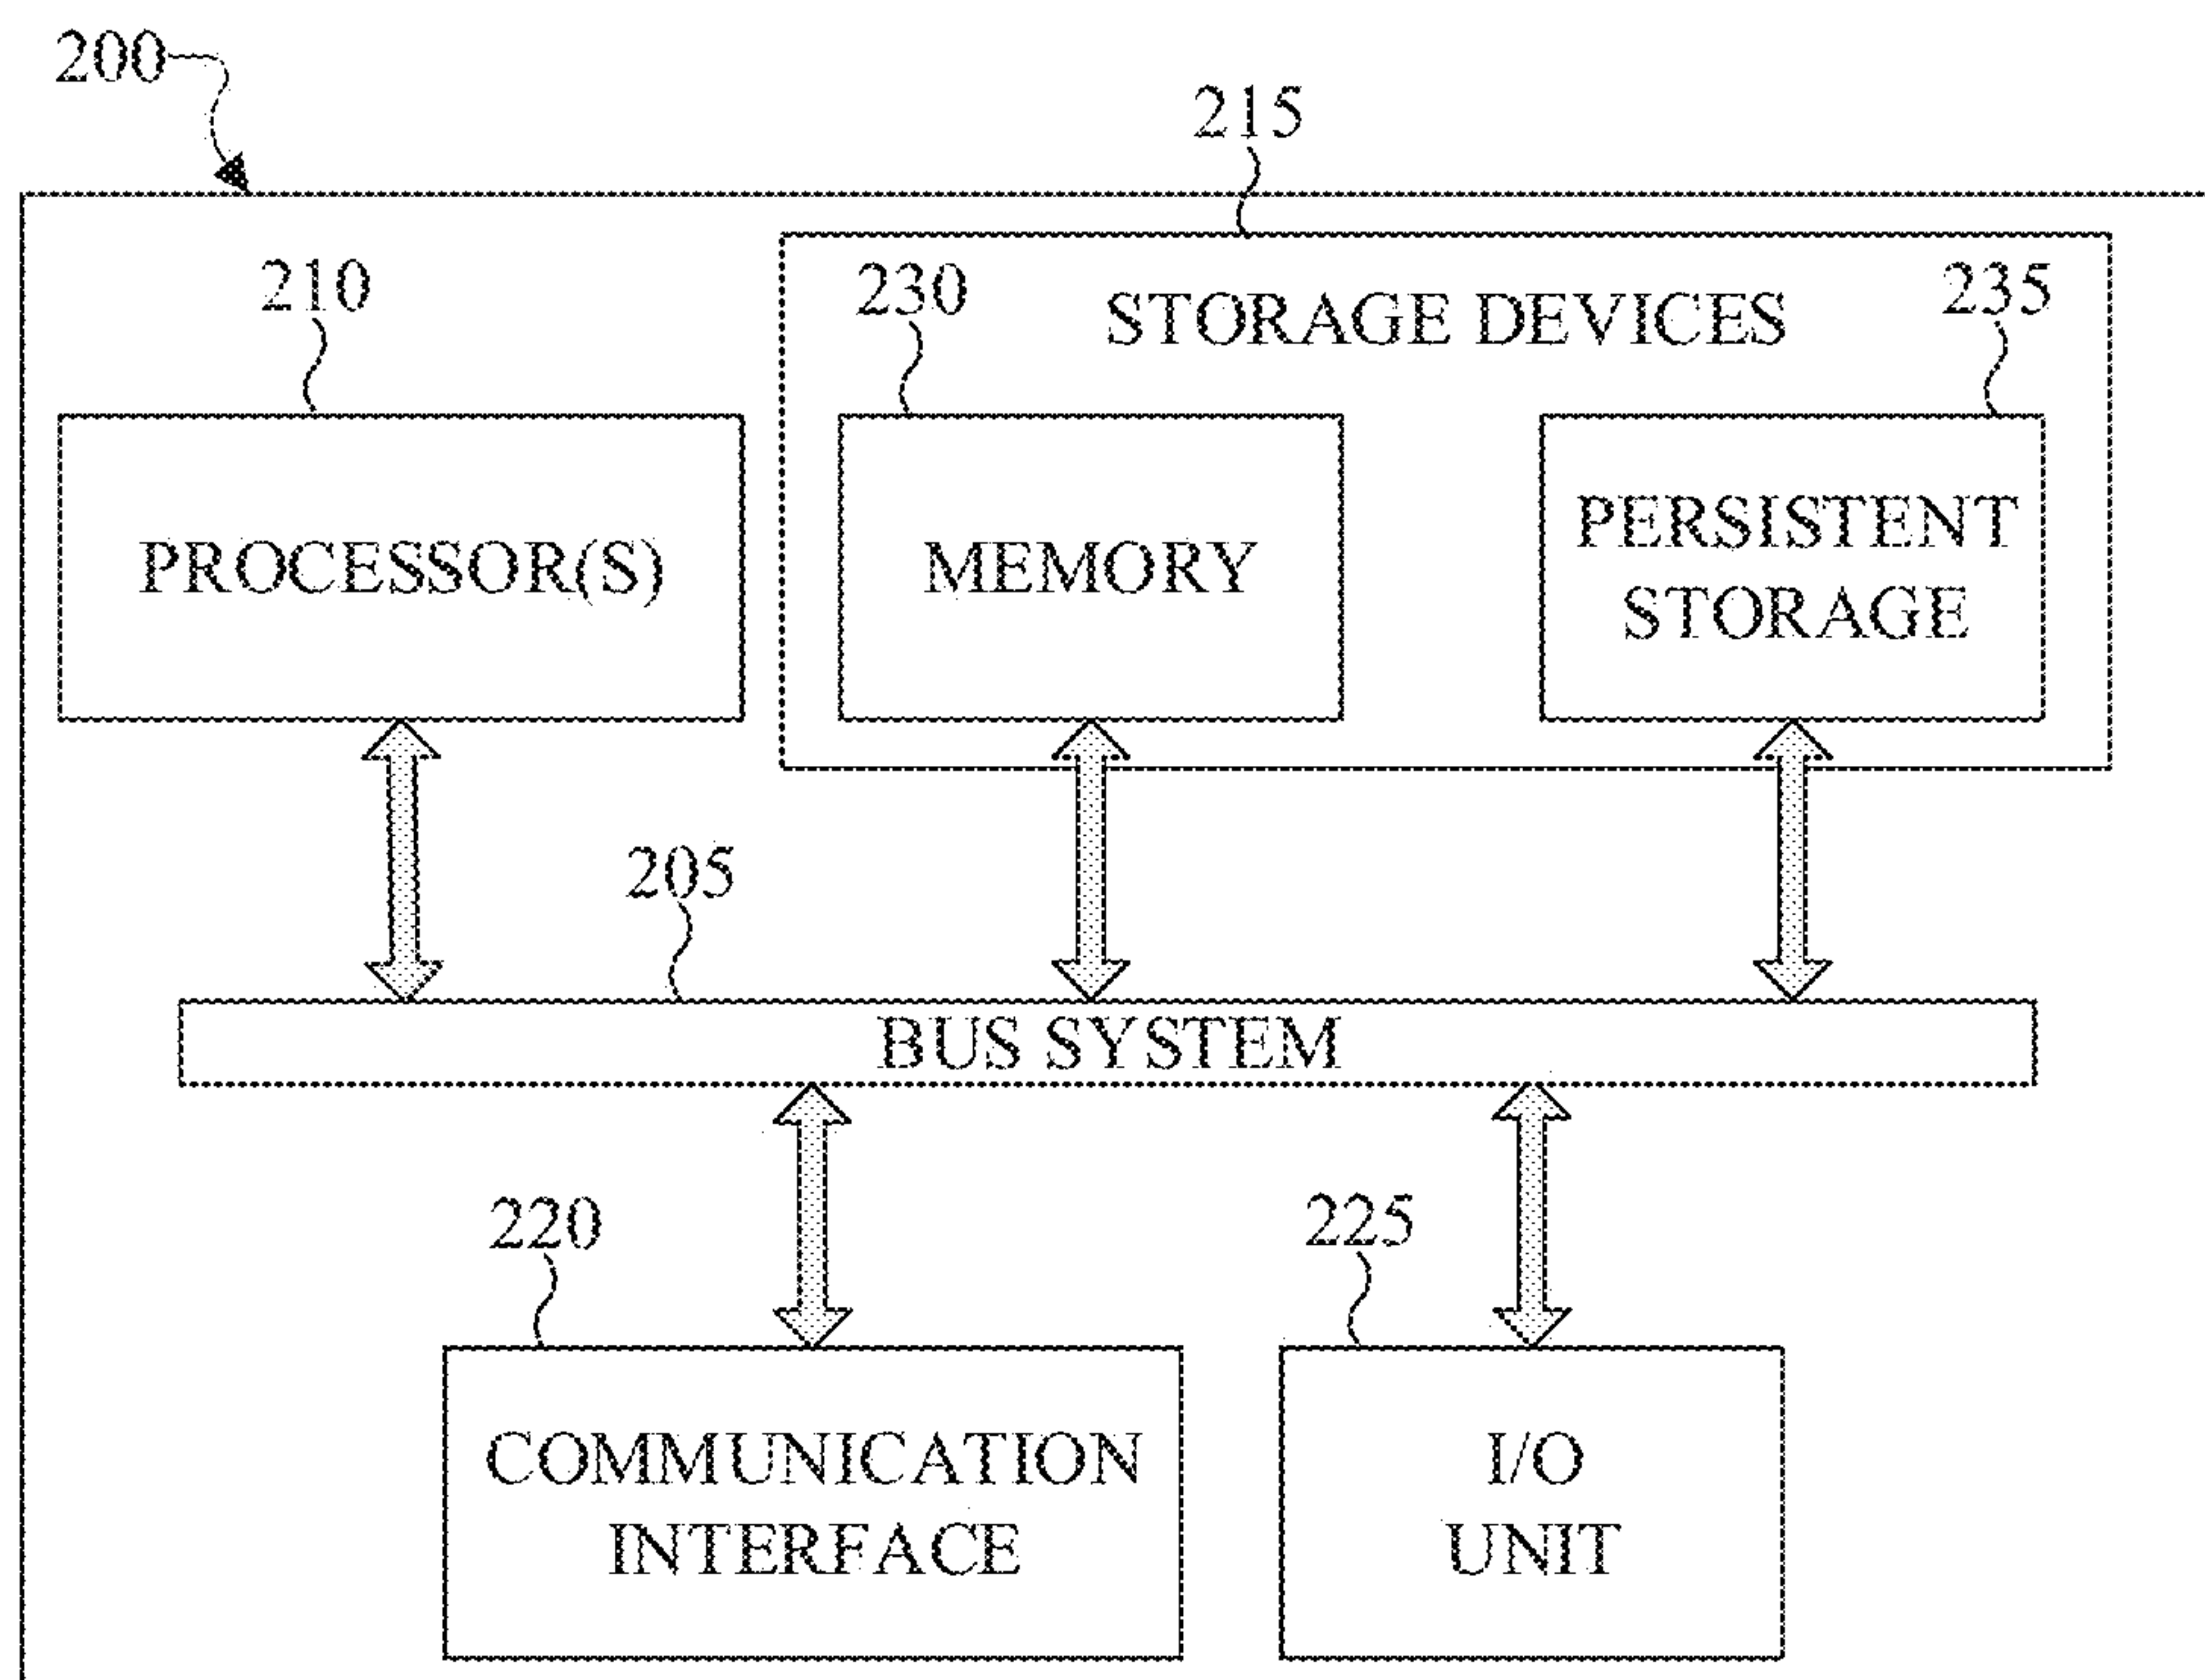 200
215
210
230
STORAGE DEVICES
235
PROCESSOR(S)
MEMORY
PERSISTENT
STORAGE
205
BUS SYSTEM
220
225
COMMUNICATION
INTERFACE
I/O
UNIT